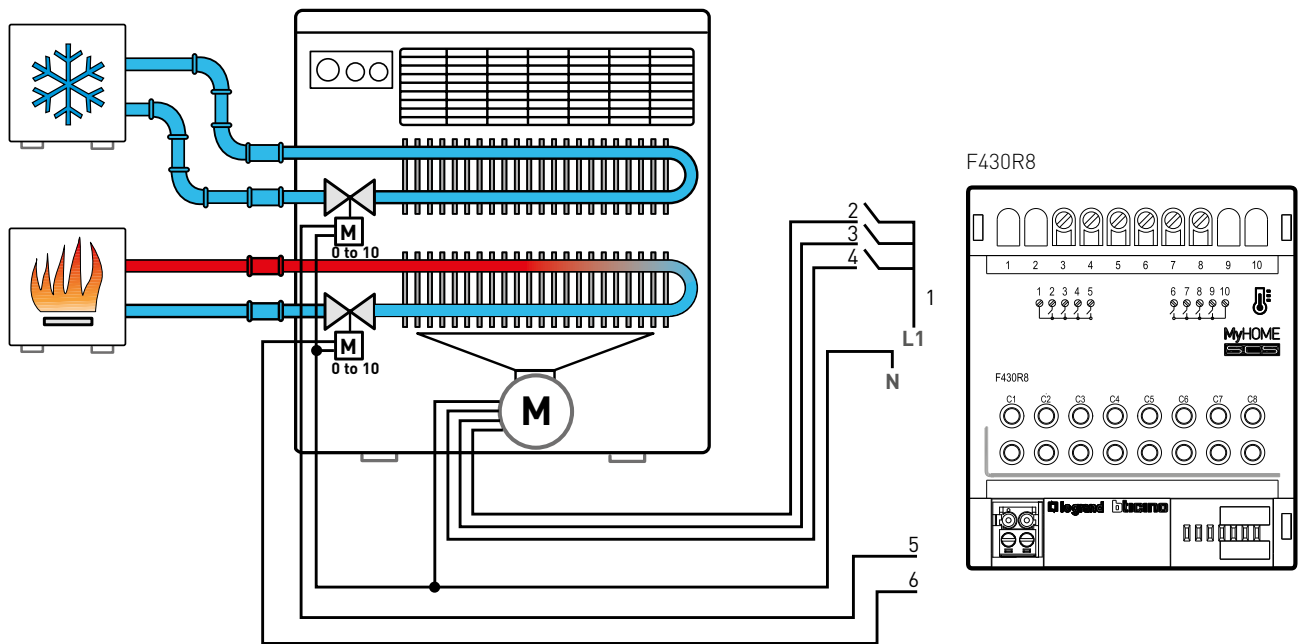 F430R8
2
3
4
1
L1
N
M
0 to 10
M
0 to 10
M
5
6
1 2 3 4 5 6 7 8 9 10
1 2 3 4 5
6 7 8 9 10
MyHOME
SCS
F430R8
C1 C2 C3 C4 C5 C6 C7 C8
legrand bticino